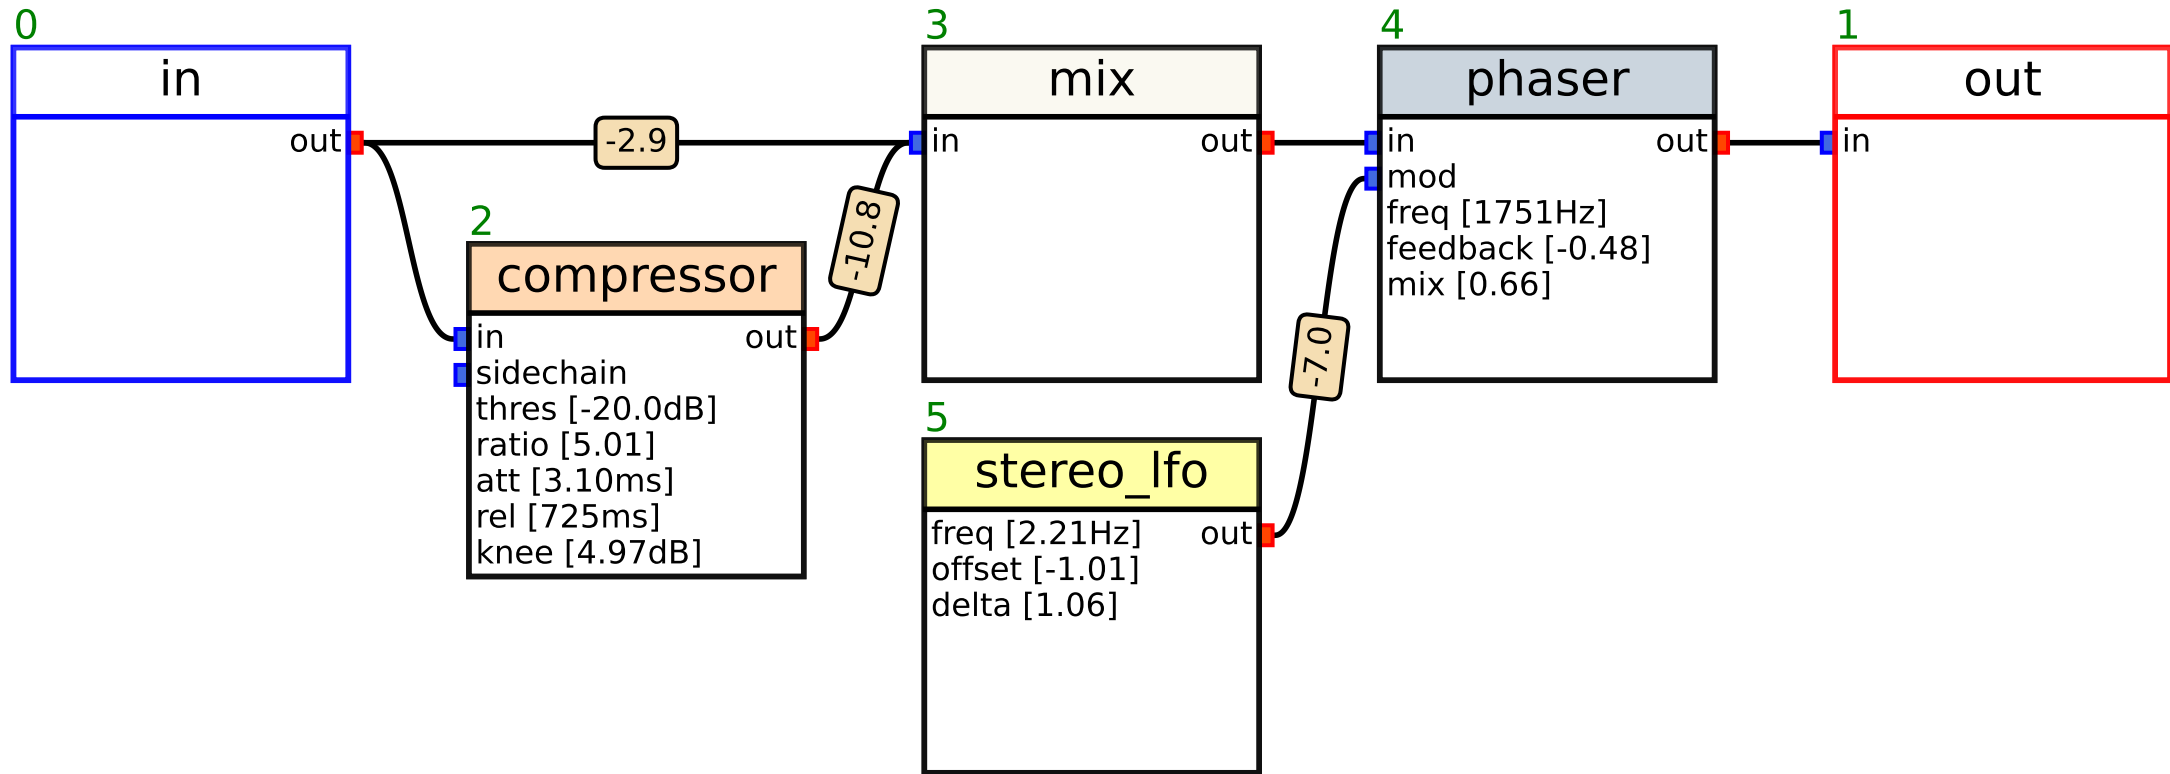 0
in
out
-2.9
2
compressor
in
out
sidechain
thres [-20.0dB]
ratio [5.01]
att [3.10ms]
rel [725ms]
knee [4.97dB]
-10.8
3
mix
in
out
5
stereo_lfo
freq [2.21Hz]
out
offset [-1.01]
delta [1.06]
-7.0
4
phaser
in
out
mod
freq [1751Hz]
feedback [-0.48]
mix [0.66]
1
out
in